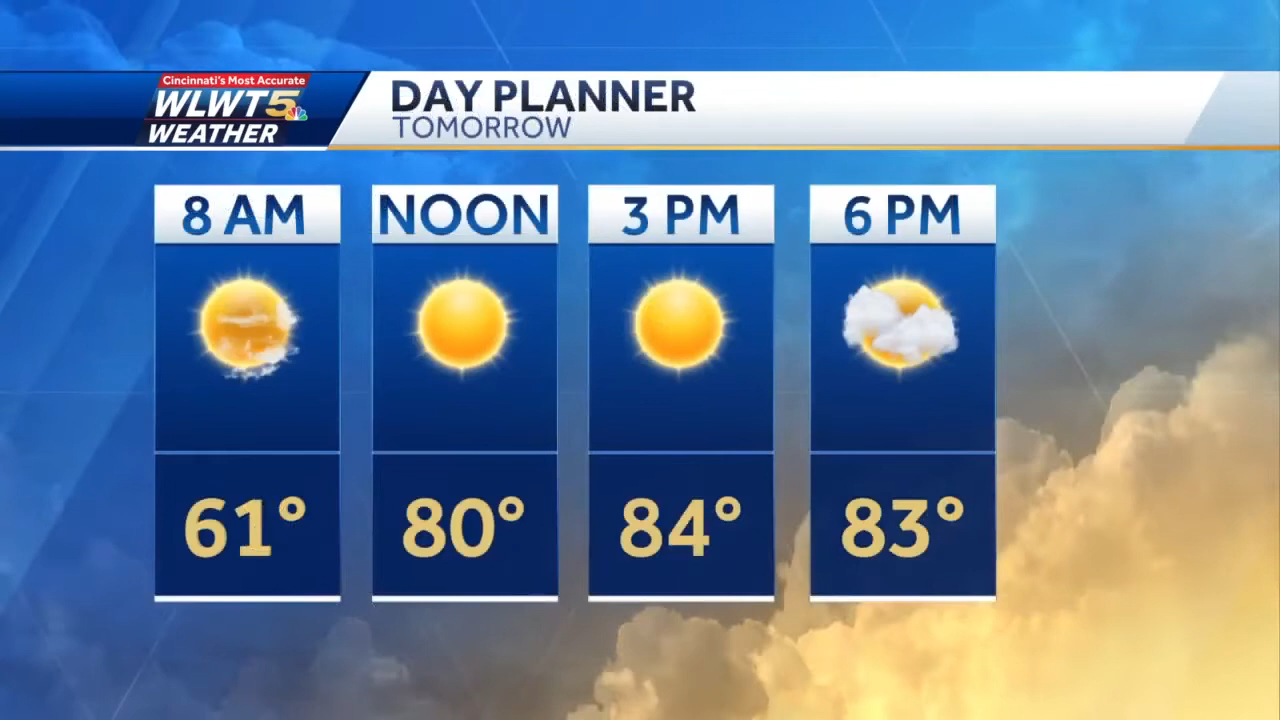 Cincinnati's Most Accurate
WLWT5
WEATHER
DAY PLANNER
TOMORROW
8 AM
NOON
3 PM
6 PM
61°
80°
84°
83°